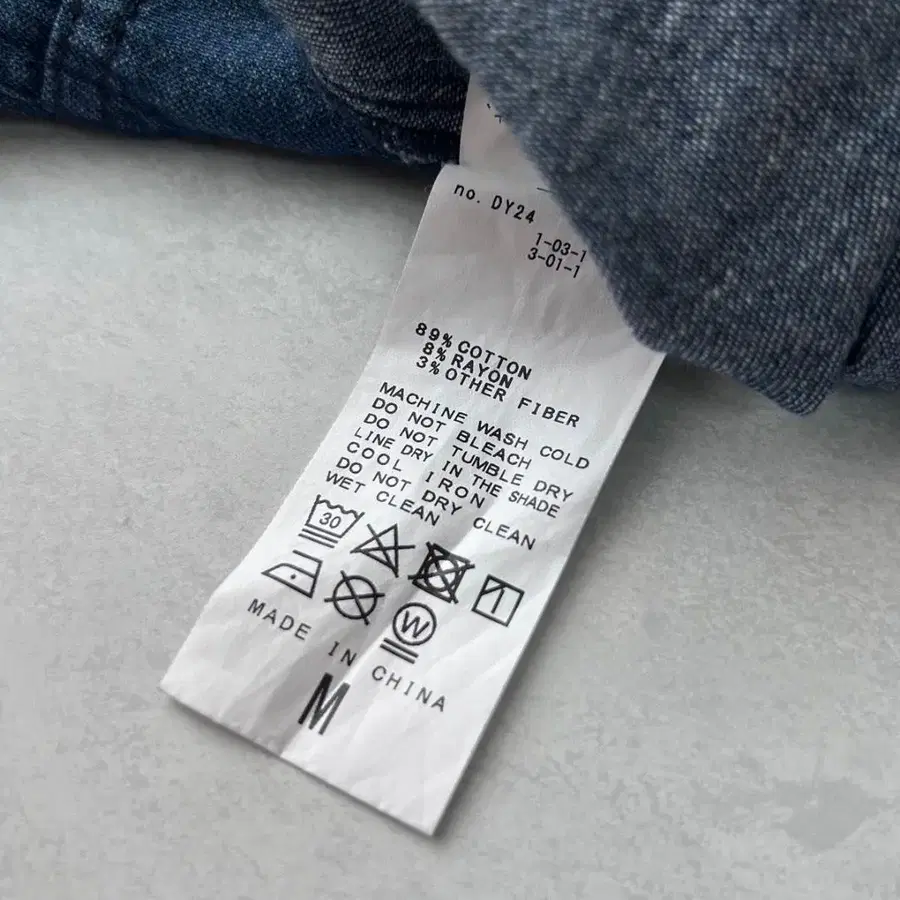 no. DY24
1-03-1
3-01-1
89% COTTON
8% RAYON
3% OTHER FIBER
MACHINE WASH COLD
DO NOT BLEACH
DO NOT TUMBLE DRY
LINE DRY IN THE SHADE
COOL IRON
DO NOT DRY CLEAN
WET CLEAN
30
W
MADE IN CHINA
M